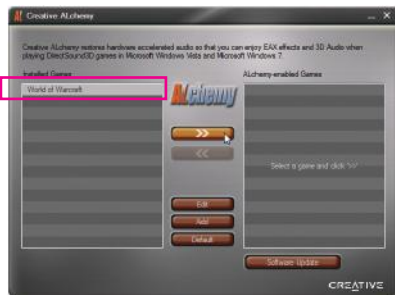 Creative ALchemy
Creative ALchemy restores hardware accelerated audio so that you can enjoy EAX effects and 3D Audio when
playing DirectSound3D games in Microsoft Windows Vista and Microsoft Windows 7.
Installed Games
ALchemy-enabled Games
World of Warcraft
ALchemy
>>
<<
Select a game and click '>>'
Edit
Add
Default
Software Update
CREATIVE